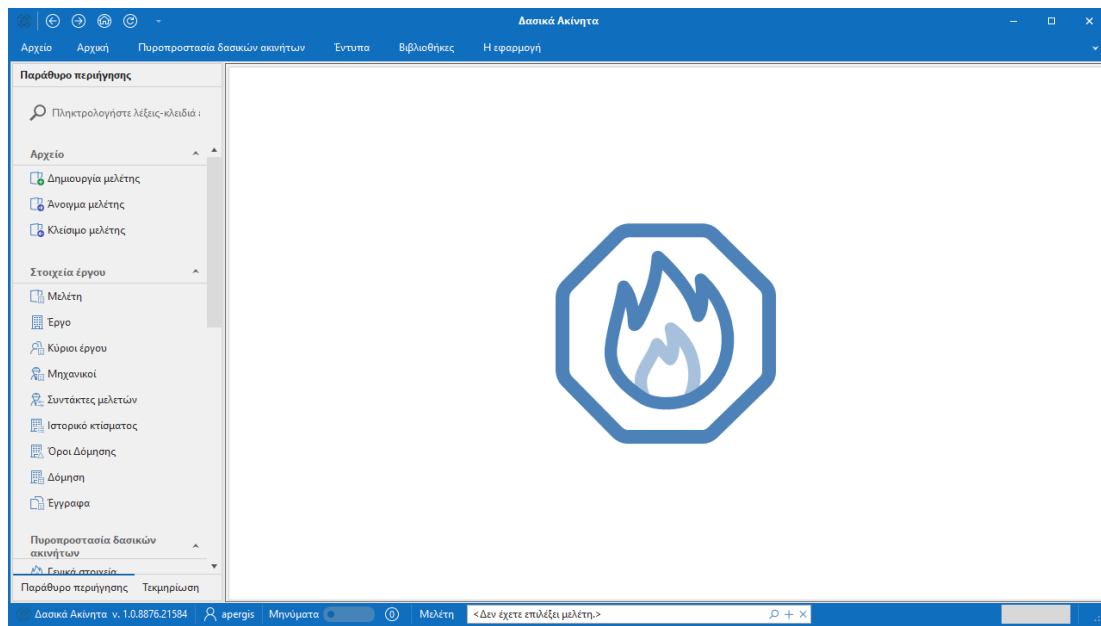 Δασικά Ακίνητα
Αρχείο Αρχική Πυροπροστασία δασικών ακινήτων Έντυπα Βιβλιοθήκες Η εφαρμογή
Παράθυρο περιήγησης
Πληκτρολογήστε λέξεις-κλειδιά
Αρχείο
Δημιουργία μελέτης
Άνοιγμα μελέτης
Κλείσιμο μελέτης
Στοιχεία έργου
Μελέτη
Έργο
Κύριοι έργου
Μηχανικοί
Συντάκτες μελετών
Ιστορικό κτίσματος
Όροι Δόμησης
Δόμηση
Έγγραφα
Πυροπροστασία δασικών
ακινήτων
Γενικά στοιχεία
Παράθυρο περιήγησης Τεκμηρίωση
Δασικά Ακίνητα v. 1.0.8876.21584 apergis Μηνύματα 0 Μελέτη <Δεν έχετε επιλέξει μελέτη.>